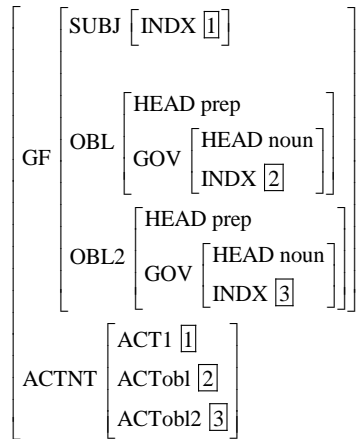 SUBJ [INDX 1]
HEAD prep
OBL
HEAD noun
GOV
INDX 2
GF
HEAD prep
OBL2
HEAD noun
GOV
INDX 3
ACT1 1
ACTNT ACTobl 2
ACTobl2 3